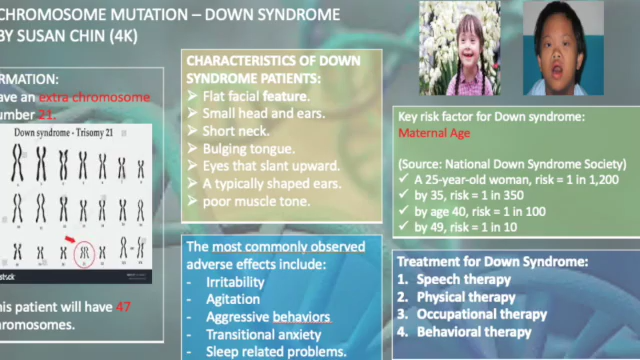 CHROMOSOME MUTATION – DOWN SYNDROME
BY SUSAN CHIN (4K)
RMATION:
ave an extra chromosome
umber 21.
Down syndrome - Trisomy 21
his patient will have 47
hromosomes.
CHARACTERISTICS OF DOWN
SYNDROME PATIENTS:
➢ Flat facial feature.
➢ Small head and ears.
➢ Short neck.
➢ Bulging tongue.
➢ Eyes that slant upward.
➢ A typically shaped ears.
➢ poor muscle tone.
The most commonly observed
adverse effects include:
- Irritability
- Agitation
- Aggressive behaviors
- Transitional anxiety
- Sleep related problems.
Key risk factor for Down syndrome:
Maternal Age
(Source: National Down Syndrome Society)
✓ A 25-year-old woman, risk = 1 in 1,200
✓ by 35, risk = 1 in 350
✓ by age 40, risk = 1 in 100
✓ by 49, risk = 1 in 10
Treatment for Down Syndrome:
1. Speech therapy
2. Physical therapy
3. Occupational therapy
4. Behavioral therapy